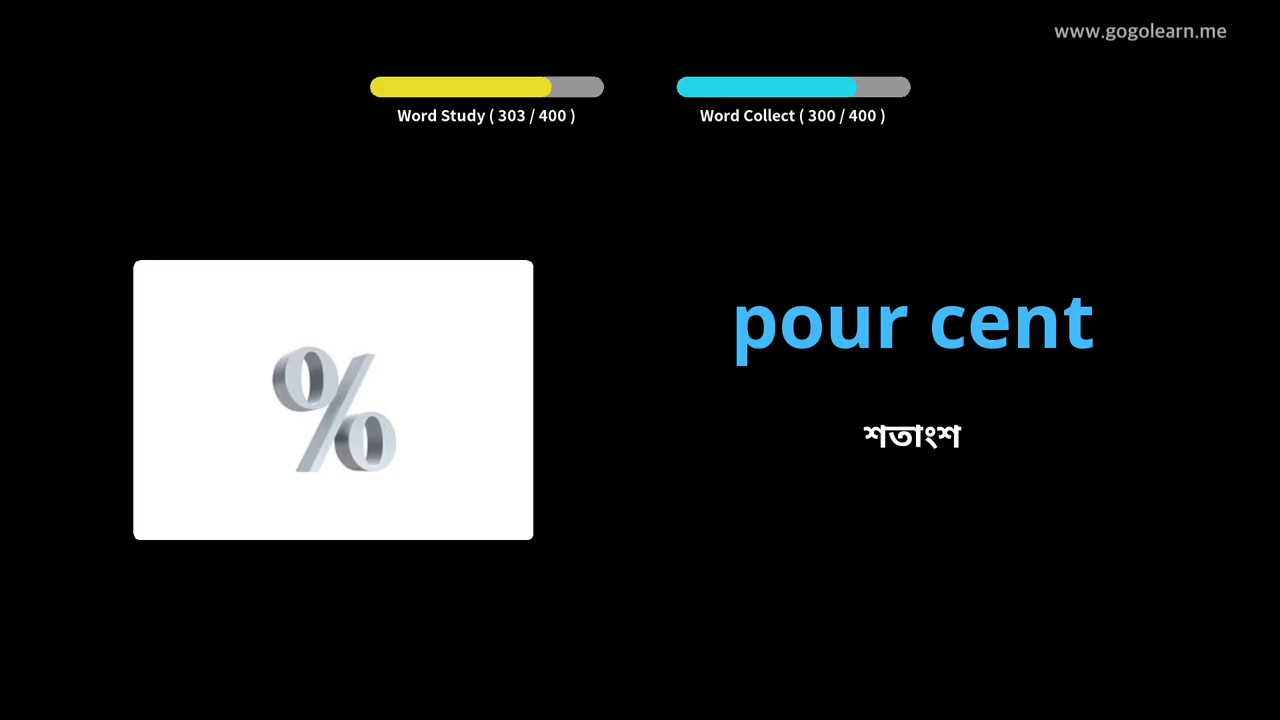 www.gogolearn.me
Word Study ( 303 / 400 )
Word Collect ( 300 / 400 )
%
pour cent
শতাংশ